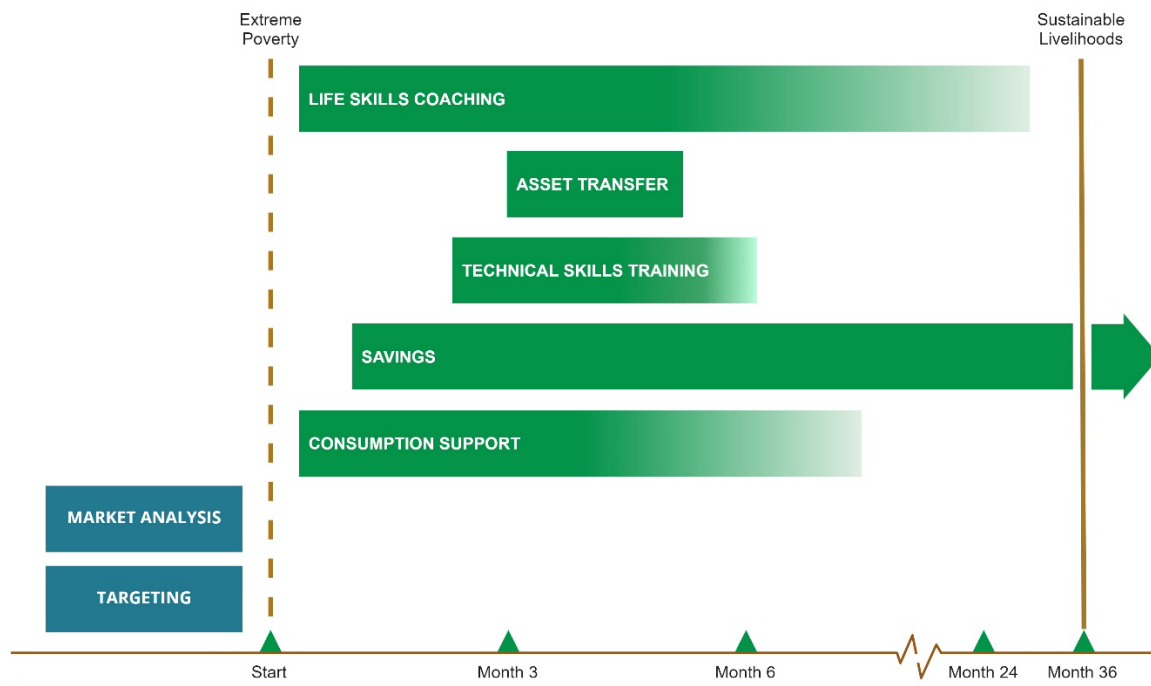 Extreme
Poverty
Sustainable
Livelihoods
LIFE SKILLS COACHING
ASSET TRANSFER
TECHNICAL SKILLS TRAINING
SAVINGS
CONSUMPTION SUPPORT
MARKET ANALYSIS
TARGETING
Start
Month 3
Month 6
Month 24
Month 36